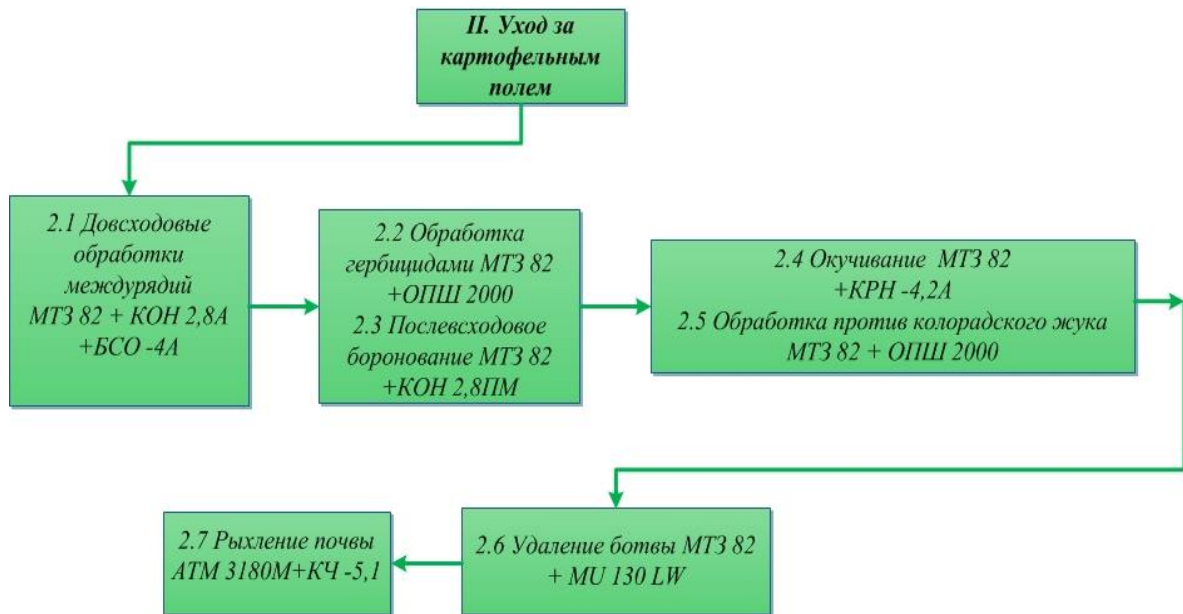 II. Уход за
картофельным
полем
2.1 Довсходовые
обработки
междурядий
МТЗ 82 + КОН 2,8А
+БСО -4А
2.2 Обработка
гербицидами МТЗ 82
+ОПШ 2000
2.3 Послевсходовое
боронование МТЗ 82
+КОН 2,8ПМ
2.4 Окучивание МТЗ 82
+КРН -4,2А
2.5 Обработка против колорадского жука
МТЗ 82 + ОПШ 2000
2.6 Удаление ботвы МТЗ 82
+ MU 130 LW
2.7 Рыхление почвы
АТМ 3180М+КЧ -5,1